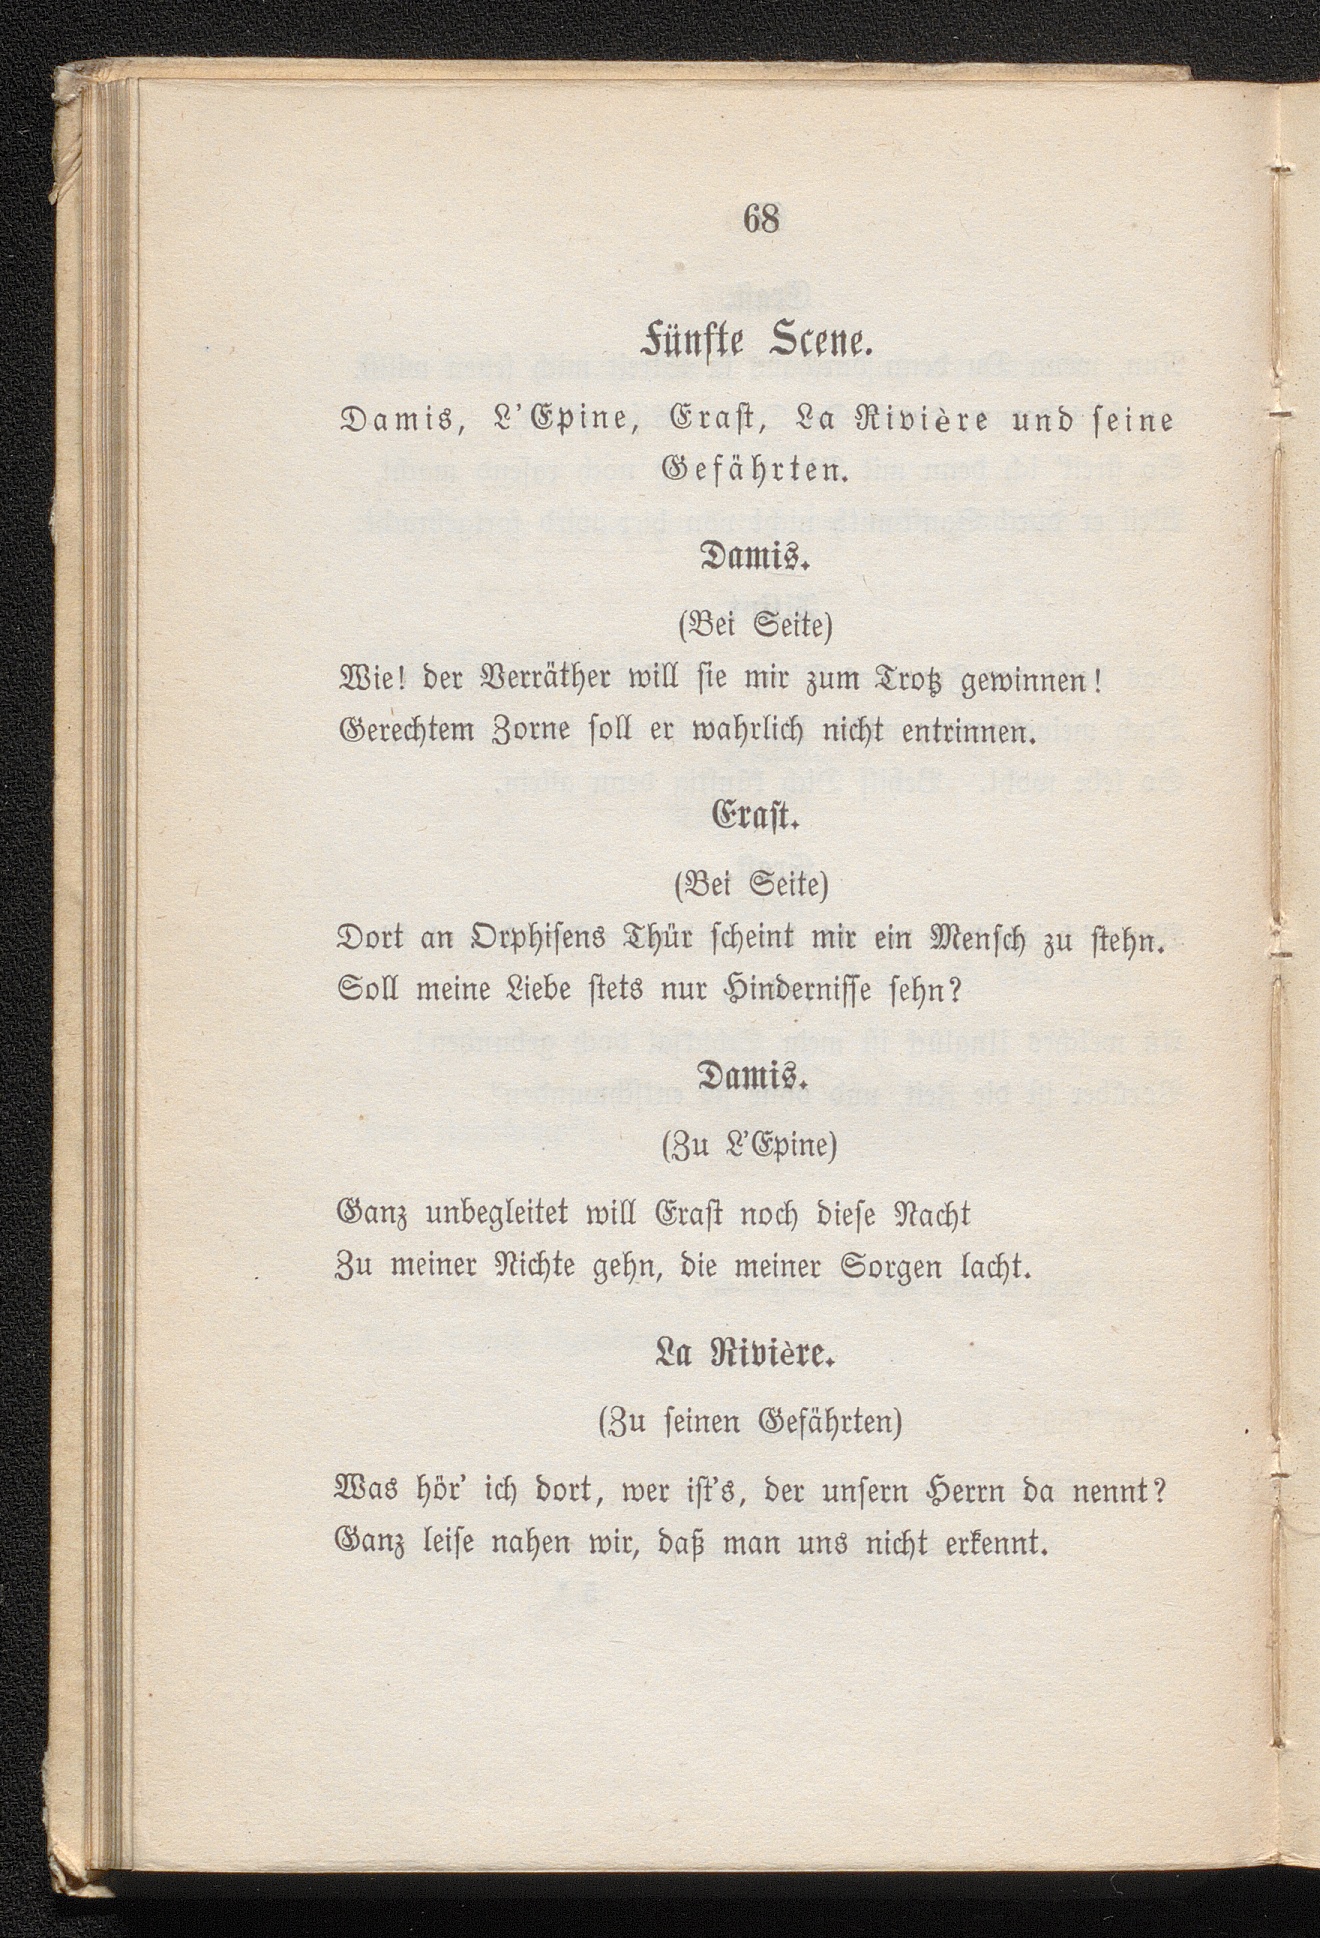 68
Fünfte Scene.
Damis, L'Epine, Erast, La Rivière und seine
Gefährten.
Damis.
(Bei Seite)
Wie! der Verräther will sie mir zum Trotz gewinnen!
Gerechtem Zorne soll er wahrlich nicht entrinnen.
Erast.
(Bei Seite)
Dort an Orphisens Thür scheint mir ein Mensch zu stehn.
Soll meine Liebe stets nur Hindernisse sehn?
Damis.
(Zu L'Epine)
Ganz unbegleitet will Erast noch diese Nacht
Zu meiner Nichte gehn, die meiner Sorgen lacht.
La Rivière.
(Zu seinen Gefährten)
Was hör' ich dort, wer ist's, der unsern Herrn da nennt?
Ganz leise nahen wir, daß man uns nicht erkennt.